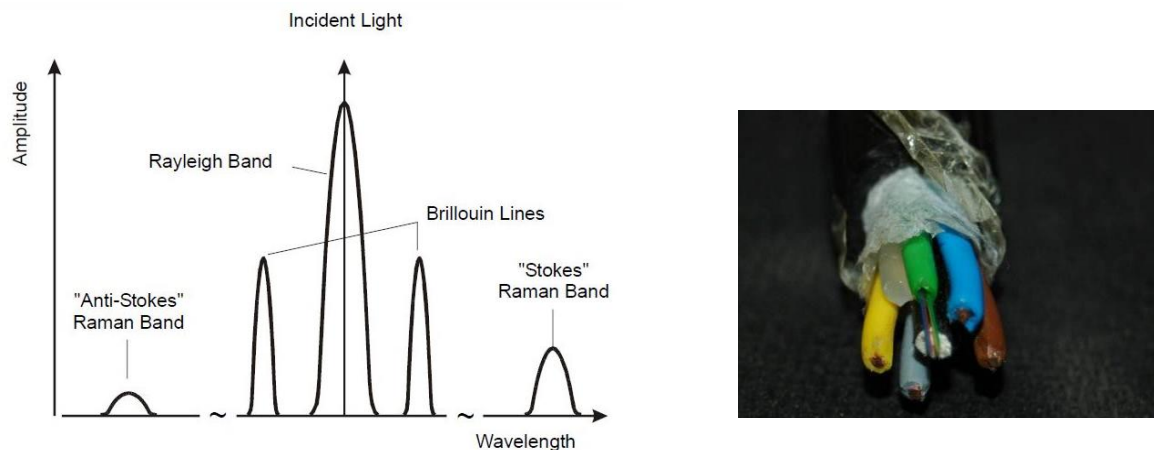 Incident Light
Amplitude
Rayleigh Band
Brillouin Lines
"Stokes"
Raman Band
"Anti-Stokes"
Raman Band
~
~
Wavelength